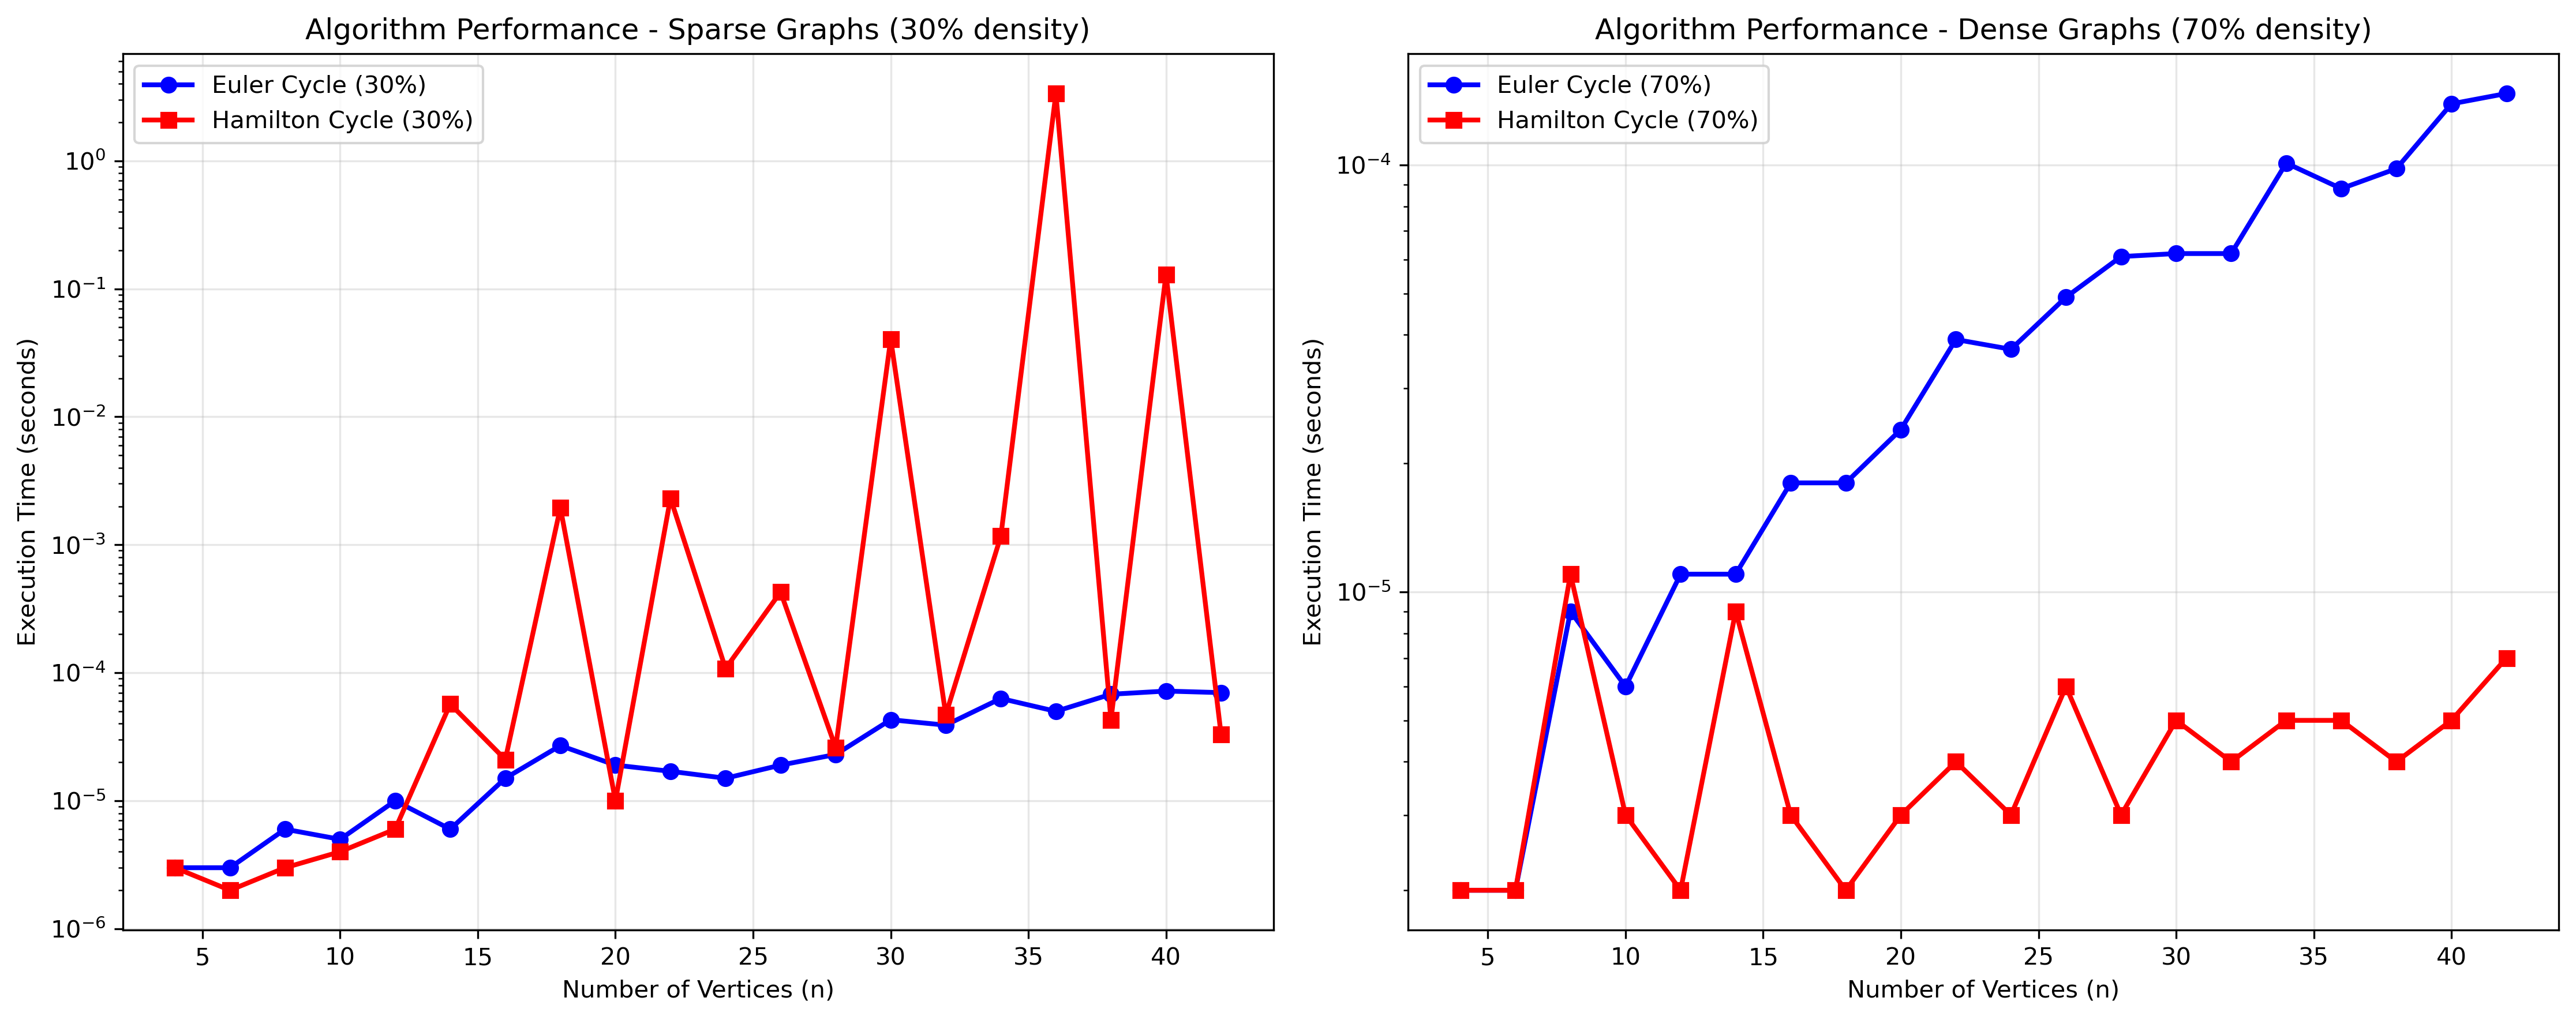 Algorithm Performance - Sparse Graphs (30% density)
Euler Cycle (30%)
Hamilton Cycle (30%)
Execution Time (seconds)
10⁰
10⁻¹
10⁻²
10⁻³
10⁻⁴
10⁻⁵
10⁻⁶
5 10 15 20 25 30 35 40
Number of Vertices (n)
Algorithm Performance - Dense Graphs (70% density)
Euler Cycle (70%)
Hamilton Cycle (70%)
Execution Time (seconds)
10⁻⁴
10⁻⁵
5 10 15 20 25 30 35 40
Number of Vertices (n)